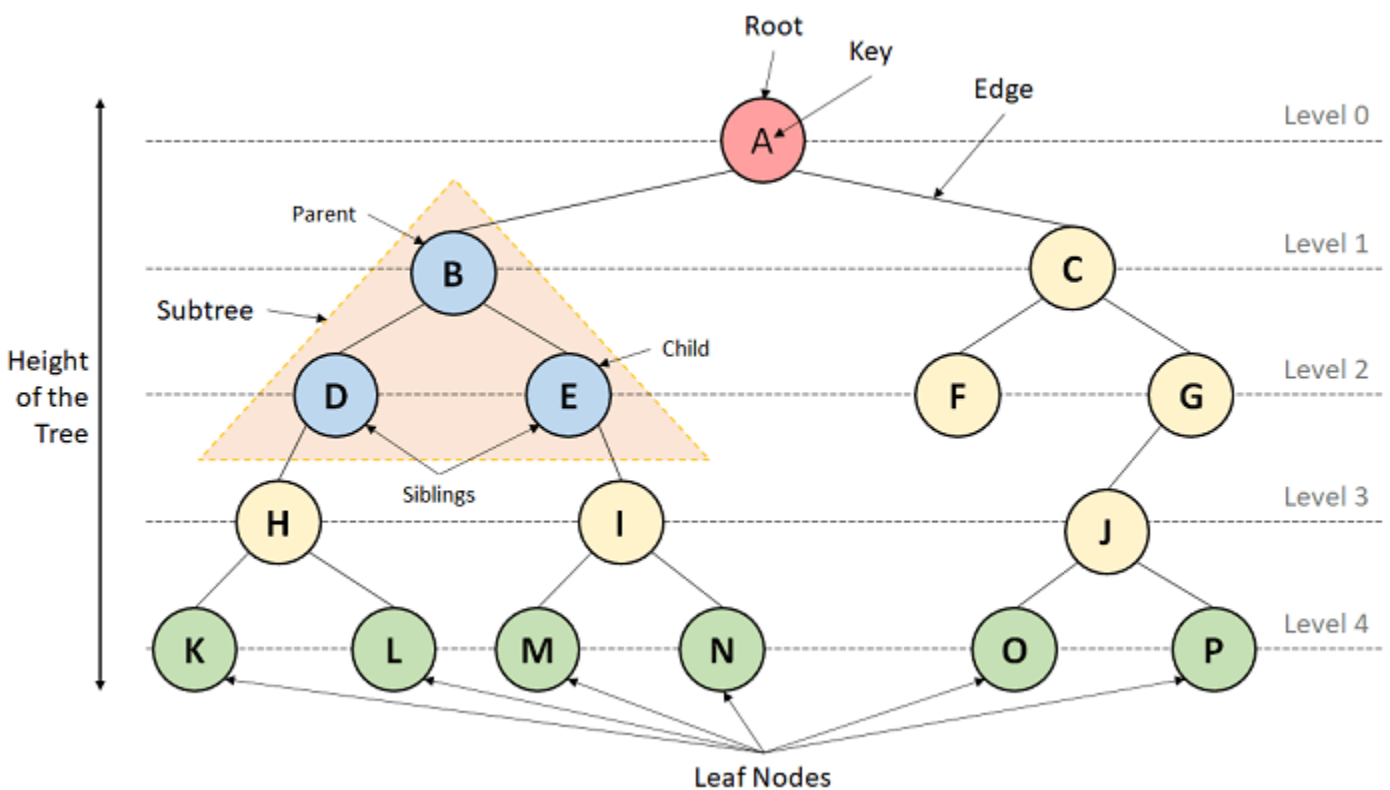 Root
Key
Edge
Level 0
A
Parent
Level 1
B
C
Subtree
Child
Height
of the
Tree
Level 2
D
E
F
G
Siblings
Level 3
H
I
J
Level 4
K
L
M
N
O
P
Leaf Nodes